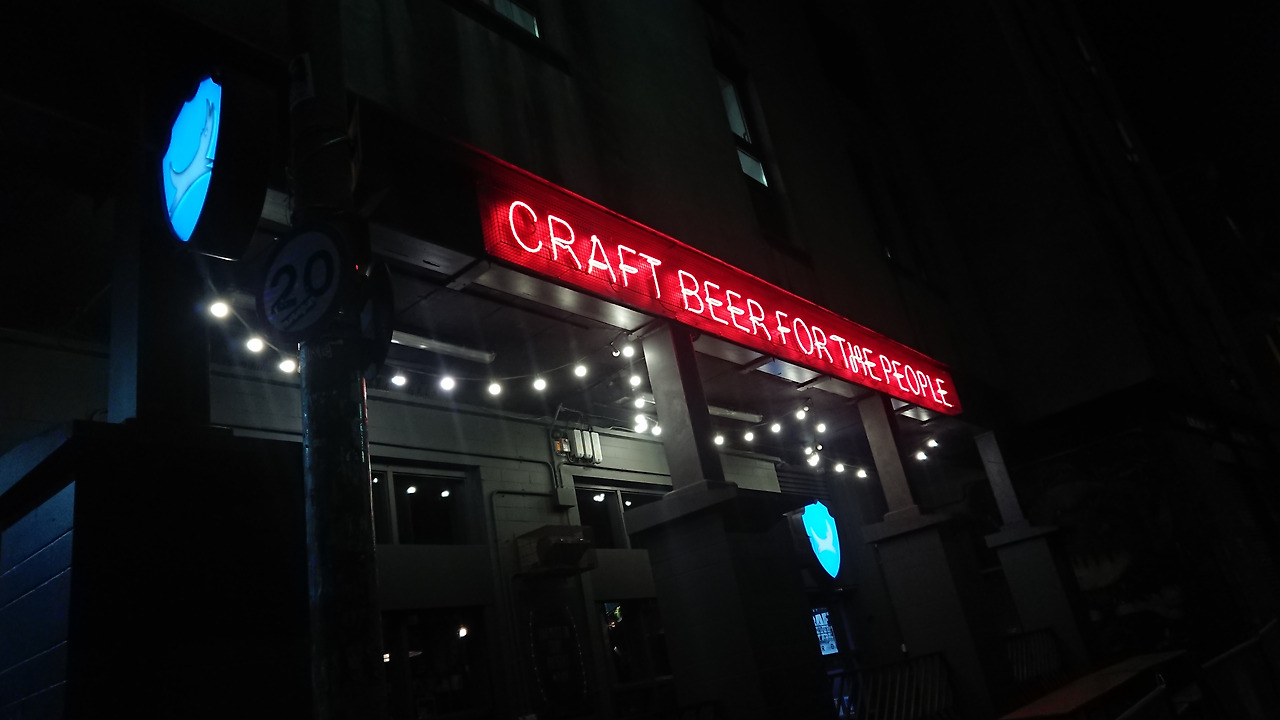 CRAFT BEER FOR THE PEOPLE
20